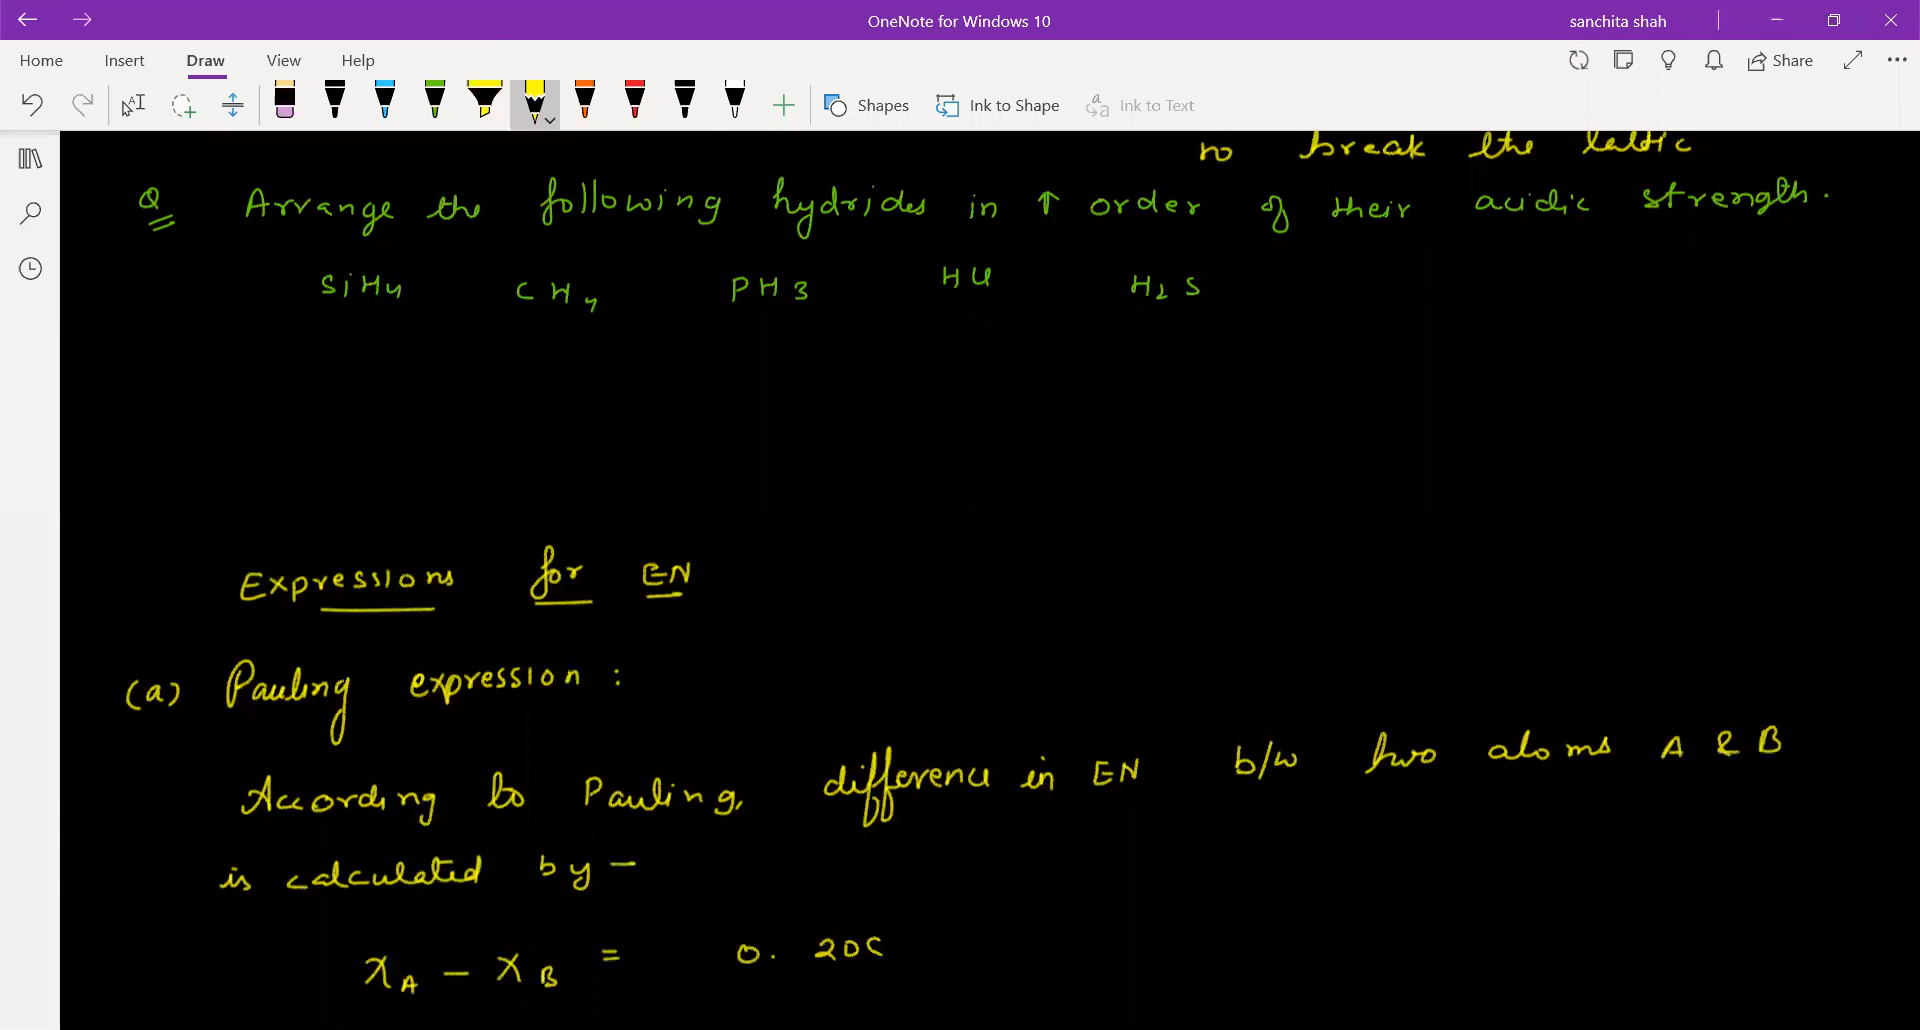 OneNote for Windows 10
sanchita shah
Home Insert Draw View Help
Share
Shapes Ink to Shape Ink to Text
to break the lattic
Q Arrange the following hydrides in ↑ order of their acidic strength.
SiH4 CH4 PH3 HCl H2S
Expressions for EN
(a) Pauling expression :
According to Pauling, difference in EN b/w two atoms A & B
is calculated by –
XA – XB = 0. 208